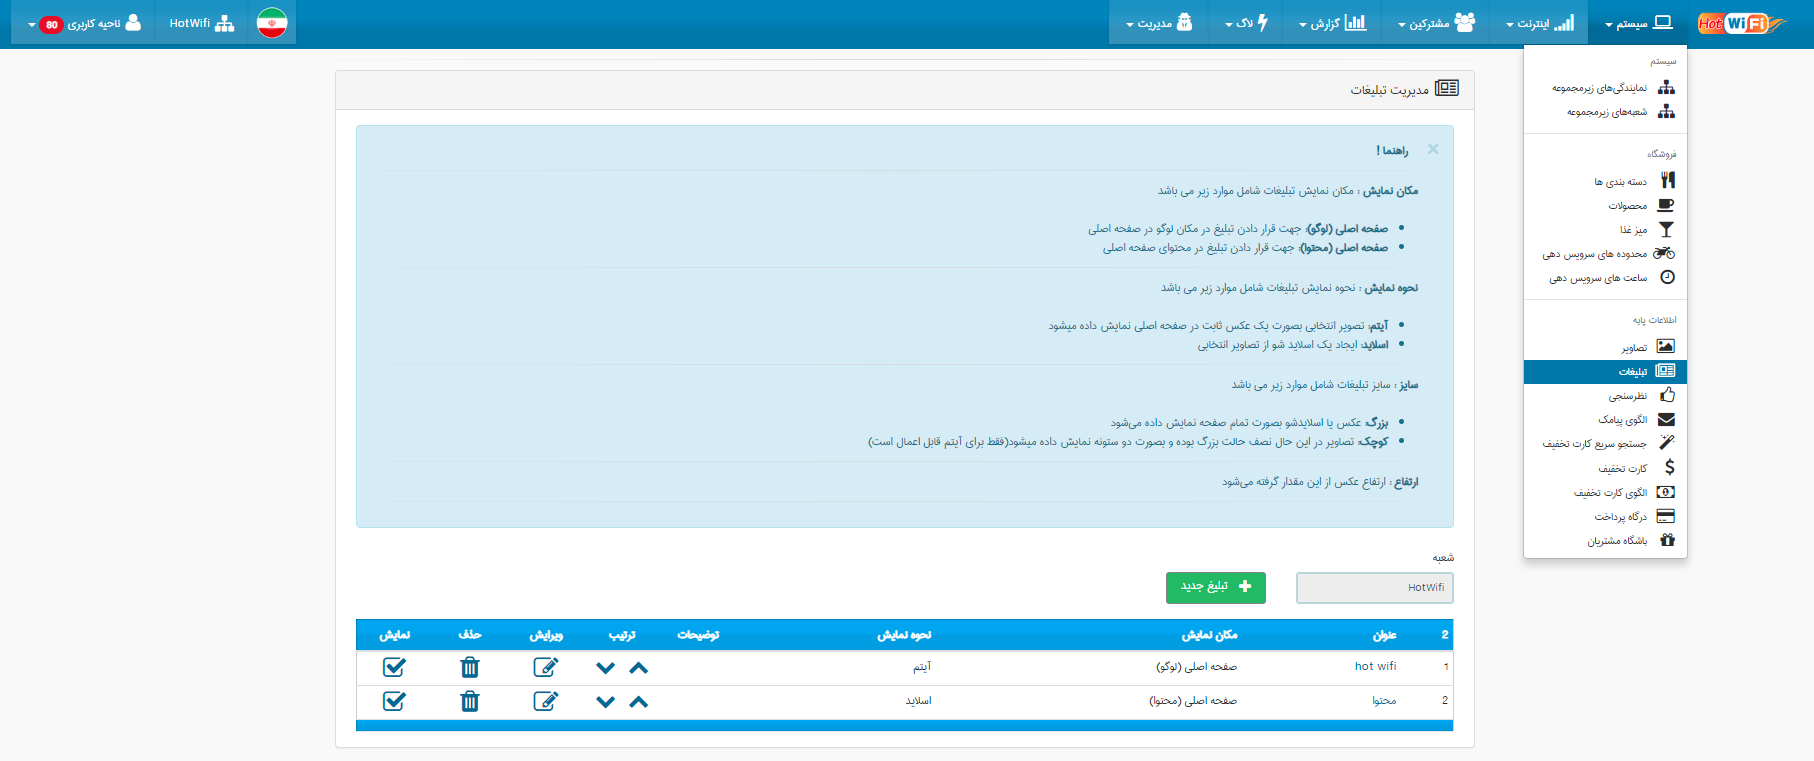 Hot WiFi
سیستم
اینترنت
مشترکین
گزارش
لاگ
مدیریت
HotWifi
ناحیه کاربری 80
سیستم
نمایندگی‌های زیرمجموعه
شعبه‌های زیرمجموعه
فروشگاه
دسته بندی ها
محصولات
میز غذا
محدوده های سرویس دهی
ساعت های سرویس دهی
اطلاعات پایه
تصاویر
تبلیغات
نظرسنجی
الگوی پیامک
جستجو سریع کارت تخفیف
کارت تخفیف
الگوی کارت تخفیف
درگاه پرداخت
باشگاه مشتریان
مدیریت تبلیغات
راهنما !
×
مکان نمایش : مکان نمایش تبلیغات شامل موارد زیر می باشد
صفحه اصلی (لوگو): جهت قرار دادن تبلیغ در مکان لوگو در صفحه اصلی
صفحه اصلی (محتوا): جهت قرار دادن تبلیغ در محتوای صفحه اصلی
نحوه نمایش : نحوه نمایش تبلیغات شامل موارد زیر می باشد
آیتم: تصویر انتخابی بصورت یک عکس ثابت در صفحه اصلی نمایش داده میشود
اسلاید: ایجاد یک اسلاید شو از تصاویر انتخابی
سایز : سایز تبلیغات شامل موارد زیر می باشد
بزرگ: عکس یا اسلایدشو بصورت تمام صفحه نمایش داده می‌شود
کوچک: تصاویر در این حال نصف حالت بزرگ بوده و بصورت دو ستونه نمایش داده میشود(فقط برای آیتم قابل اعمال است)
ارتفاع : ارتفاع عکس از این مقدار گرفته می‌شود
شعبه
HotWifi
تبلیغ جدید
2 عنوان مکان نمایش نحوه نمایش توضیحات ترتیب ویرایش حذف نمایش
1 hot wifi صفحه اصلی (لوگو) آیتم
2 محتوا صفحه اصلی (محتوا) اسلاید